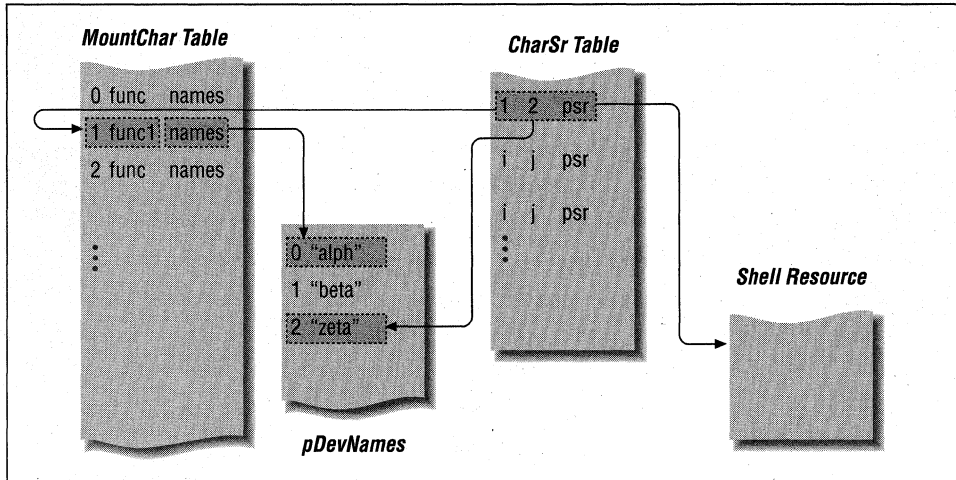 MountChar Table
0 func names
1 func1 names
2 func names
CharSr Table
1 2 psr
i j psr
i j psr
0 "alph"
1 "beta"
2 "zeta"
pDevNames
Shell Resource